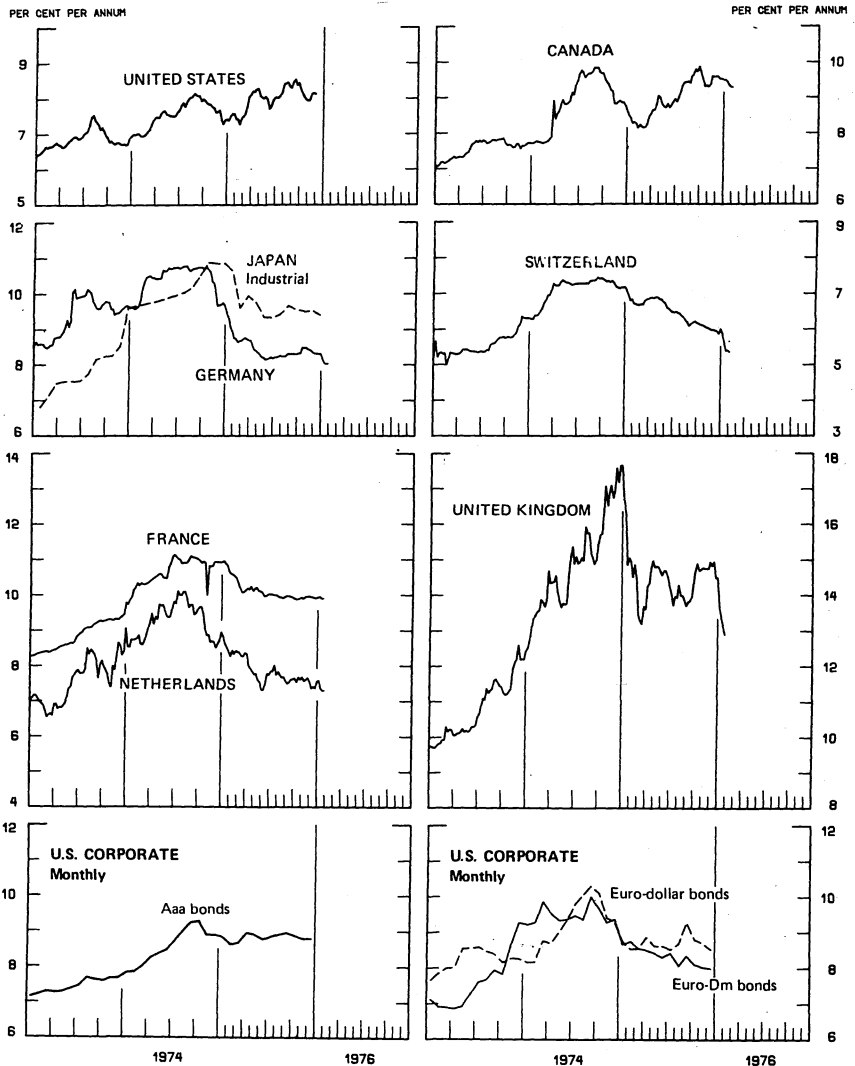 PER CENT PER ANNUM
PER CENT PER ANNUM
UNITED STATES
9
7
5
CANADA
10
8
6
JAPAN
Industrial
GERMANY
12
10
8
6
SWITZERLAND
9
7
5
3
FRANCE
NETHERLANDS
14
12
10
8
6
4
UNITED KINGDOM
18
16
14
12
10
8
U.S. CORPORATE
Monthly
Aaa bonds
12
10
8
6
1974
1976
U.S. CORPORATE
Monthly
Euro-dollar bonds
Euro-Dm bonds
12
10
8
6
1974
1976